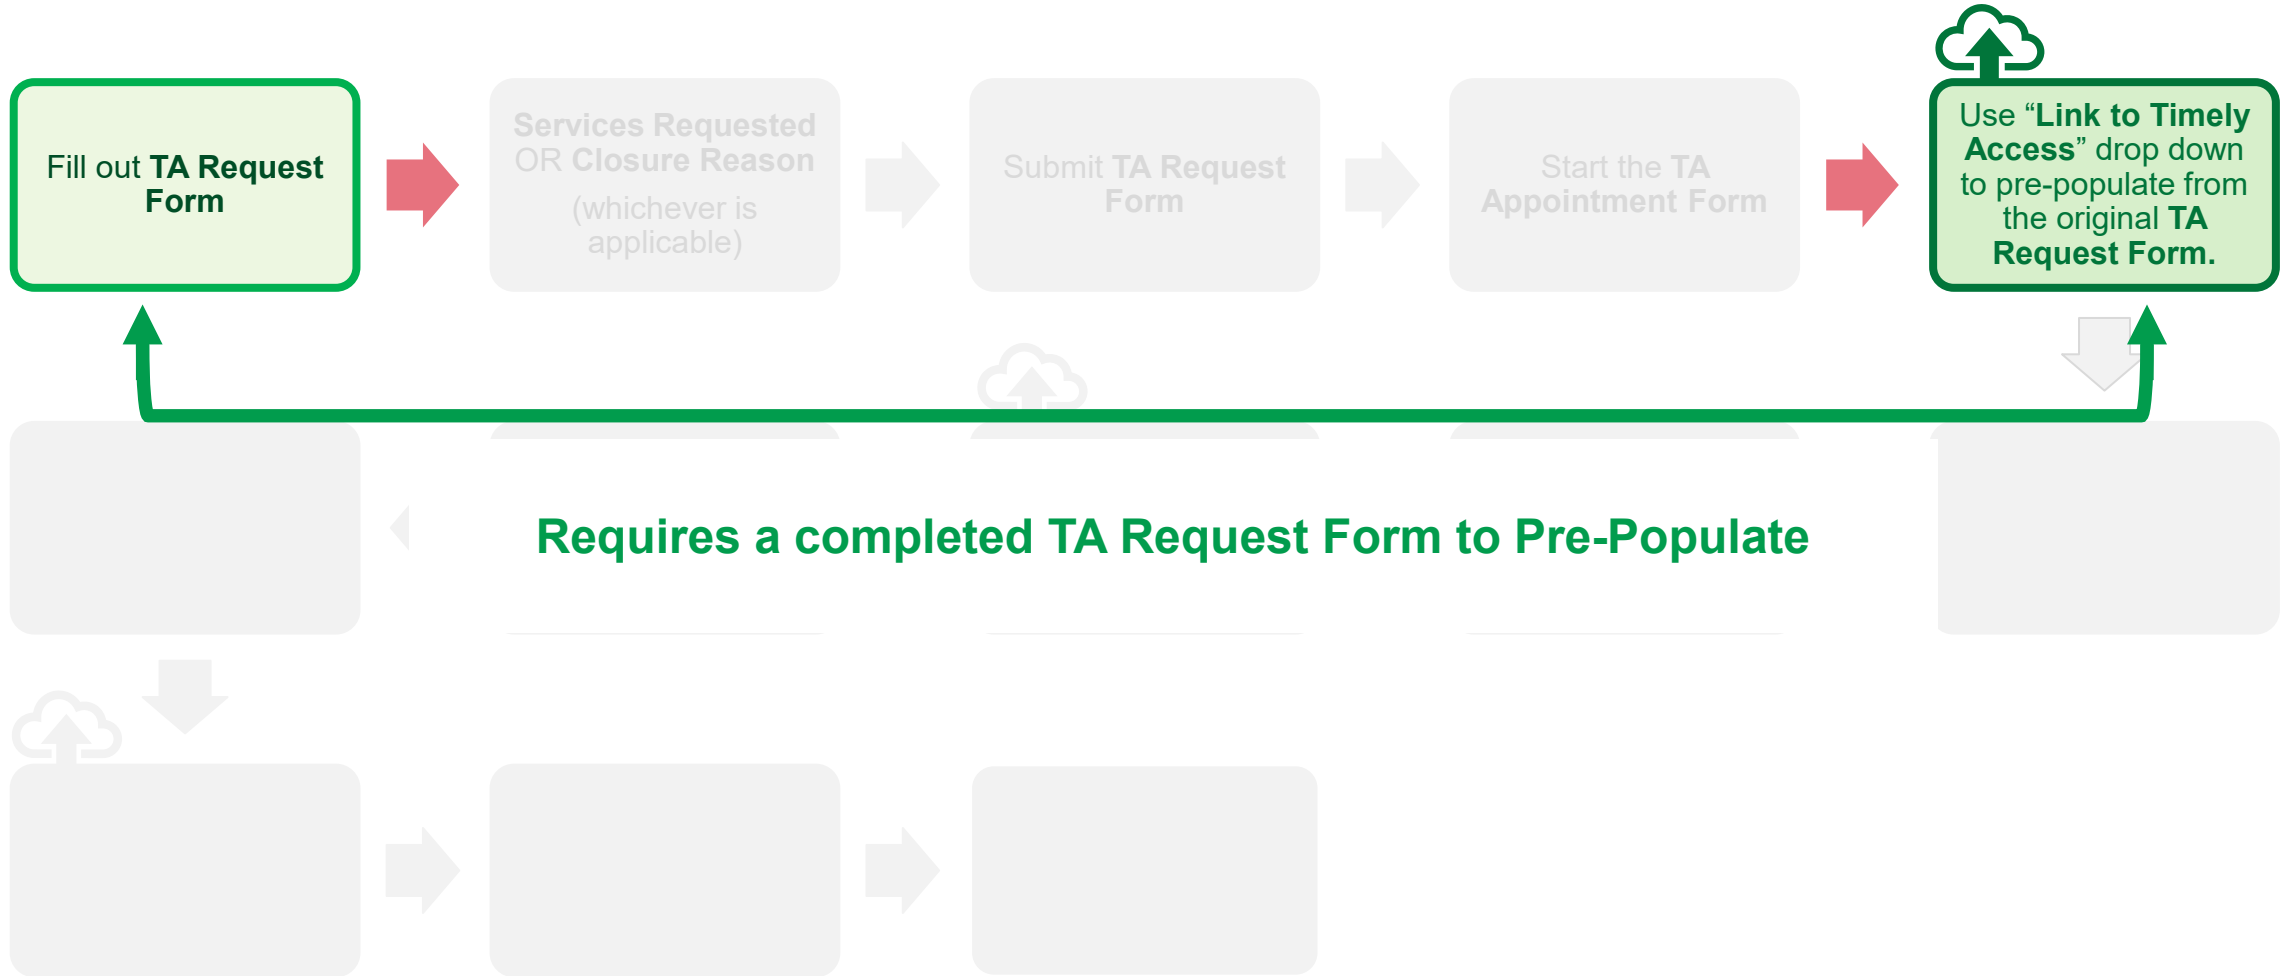 Fill out TA Request
Form
Services Requested
OR Closure Reason
(whichever is
applicable)
Submit TA Request
Form
Start the TA
Appointment Form
Use “Link to Timely
Access” drop down
to pre-populate from
the original TA
Request Form.
Requires a completed TA Request Form to Pre-Populate